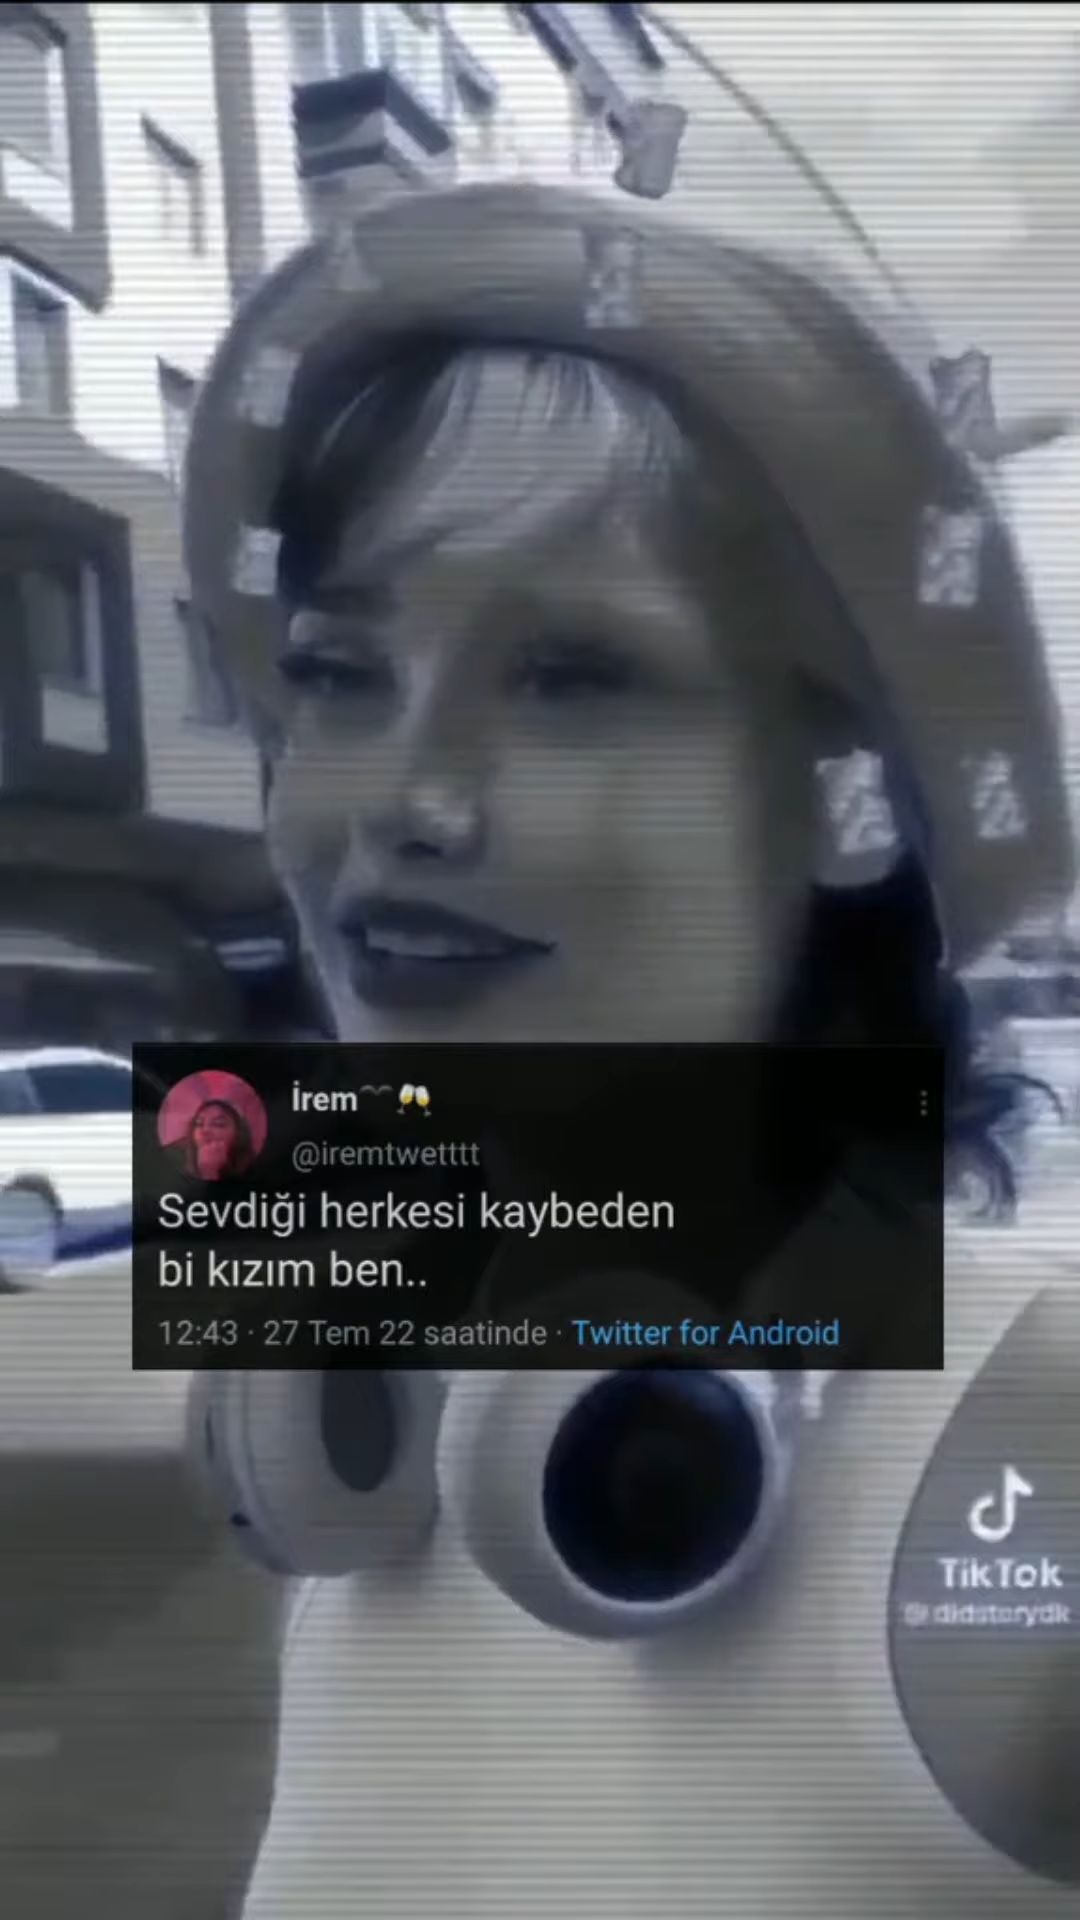 İrem 🥂
@iremtwetttt
Sevdiği herkesi kaybeden
bi kızım ben..
12:43 · 27 Tem 22 saatinde · Twitter for Android
TikTok